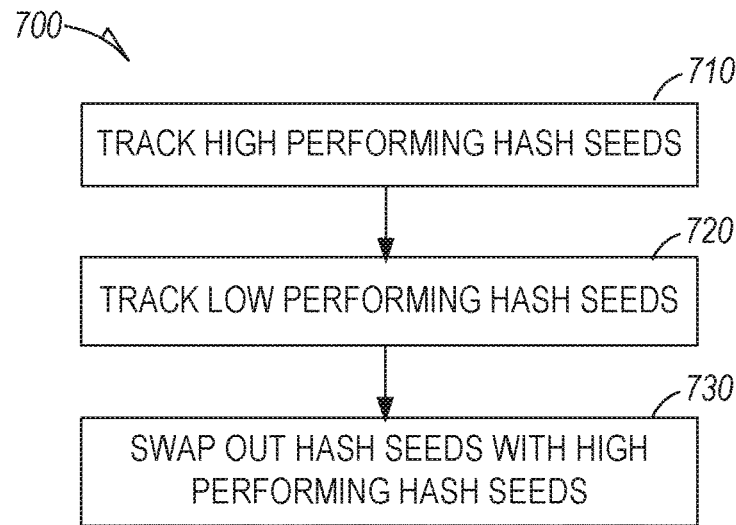 700
710
TRACK HIGH PERFORMING HASH SEEDS
720
TRACK LOW PERFORMING HASH SEEDS
730
SWAP OUT HASH SEEDS WITH HIGH
PERFORMING HASH SEEDS